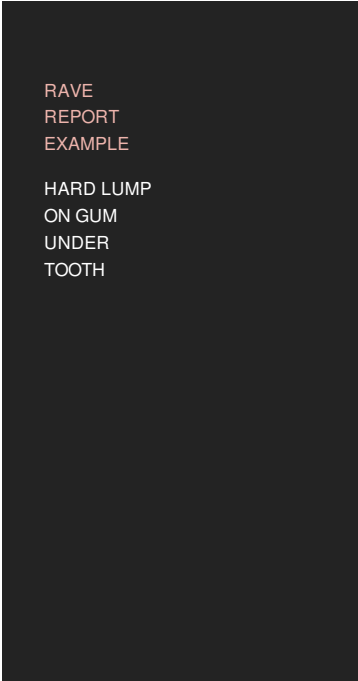 RAVE
REPORT
EXAMPLE
HARD LUMP
ON GUM
UNDER
TOOTH